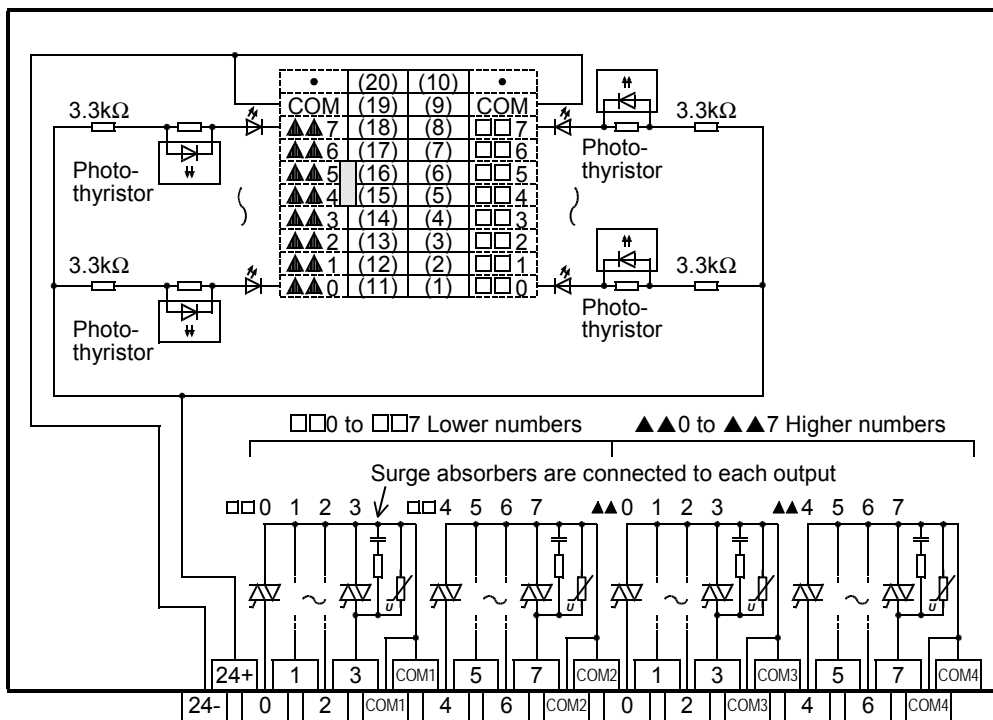 • (20) (10) •
3.3kΩ COM (19) (9) COM 3.3kΩ
▲▲7 (18) (8) □□7
▲▲6 (17) (7) □□6
▲▲5 (16) (6) □□5
▲▲4 (15) (5) □□4
▲▲3 (14) (4) □□3
▲▲2 (13) (3) □□2
▲▲1 (12) (2) □□1
▲▲0 (11) (1) □□0
Photo-
thyristor
Photo-
thyristor
3.3kΩ
3.3kΩ
Photo-
thyristor
Photo-
thyristor
□□0 to □□7 Lower numbers ▲▲0 to ▲▲7 Higher numbers
Surge absorbers are connected to each output
□□0 1 2 3 □□4 5 6 7 ▲▲0 1 2 3 ▲▲4 5 6 7
U U U U
24+ 1 3 COM1 5 7 COM2 1 3 COM3 5 7 COM4
24- 0 2 COM1 4 6 COM2 0 2 COM3 4 6 COM4